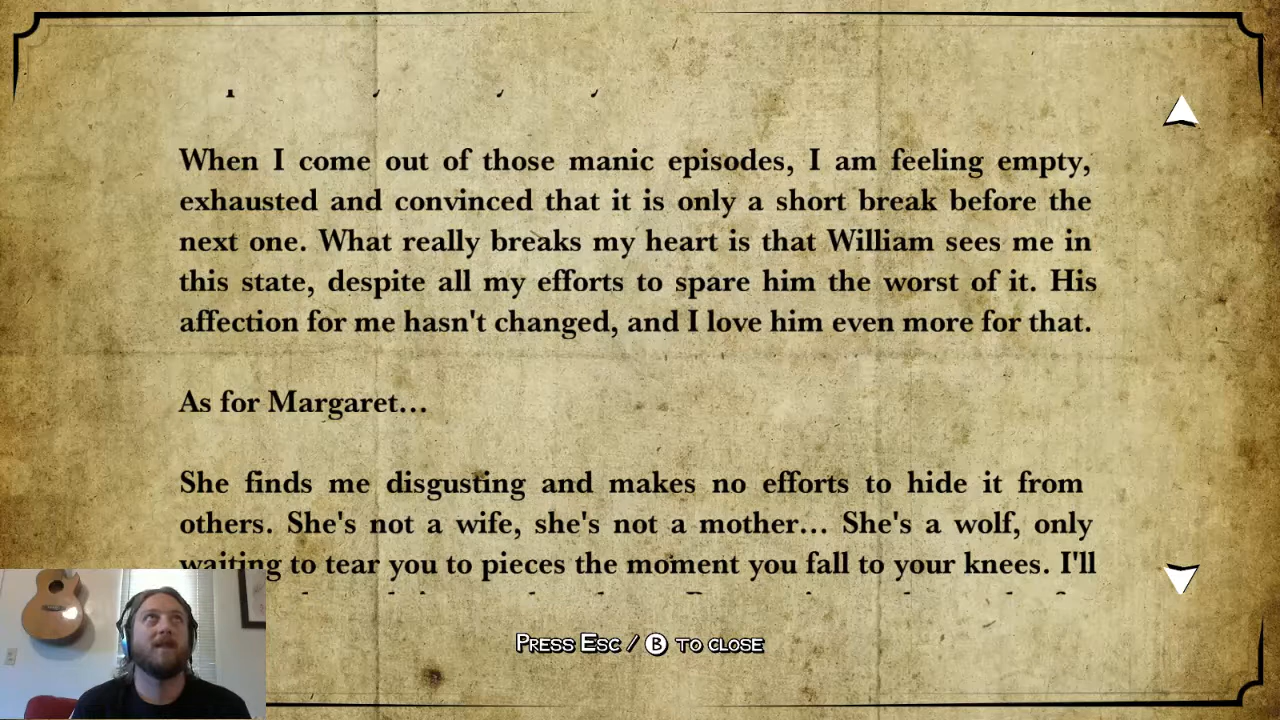 When I come out of those manic episodes, I am feeling empty,
exhausted and convinced that it is only a short break before the
next one. What really breaks my heart is that William sees me in
this state, despite all my efforts to spare him the worst of it. His
affection for me hasn't changed, and I love him even more for that.
As for Margaret...
She finds me disgusting and makes no efforts to hide it from
others. She's not a wife, she's not a mother... She's a wolf, only
waiting to tear you to pieces the moment you fall to your knees. I'll
Press Esc / B to close